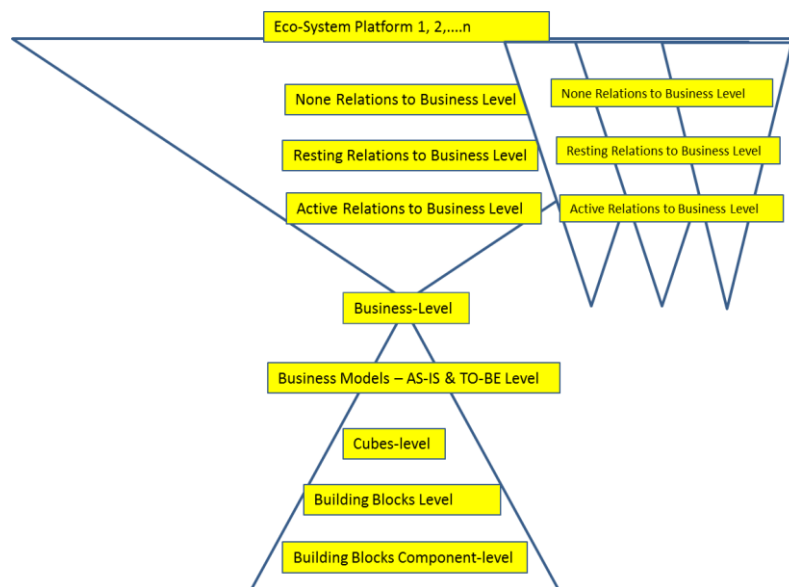 Eco-System Platform 1, 2,....n
None Relations to Business Level
None Relations to Business Level
Resting Relations to Business Level
Resting Relations to Business Level
Active Relations to Business Level
Active Relations to Business Level
Business-Level
Business Models – AS-IS & TO-BE Level
Cubes-level
Building Blocks Level
Building Blocks Component-level